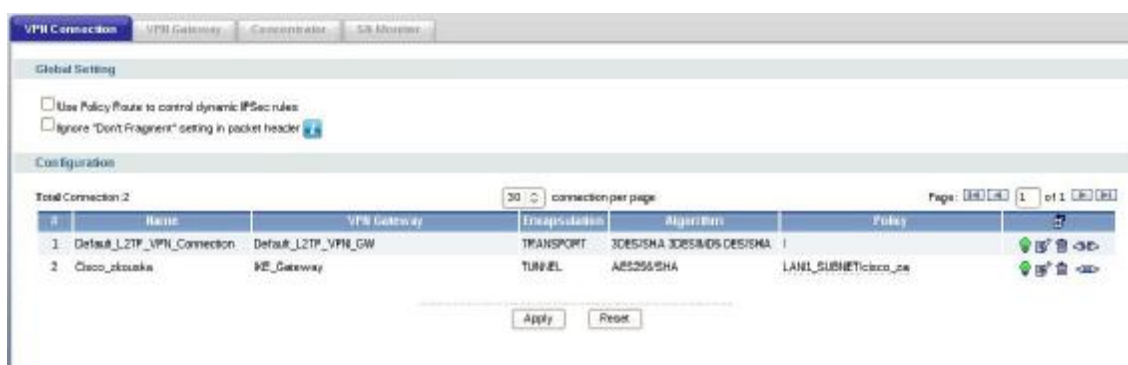 VPN Connection VPN Gateway Concentrator SA Monitor
Global Setting
Use Policy Route to control dynamic IPSec rules
Ignore "Don't Fragment" setting in packet header
Configuration
Total Connection:2 30 connection per page Page: 1 of 1
# Name VPN Gateway Encapsulation Algorithm Policy
1 Default_L2TP_VPN_Connection Default_L2TP_VPN_GW TRANSPORT 3DES/SHA 3DES/MD5 DES/SHA /
2 Cisco_zkouska IKE_Gateway TUNNEL AES256/SHA LAN1_SUBNET/cisco_za
Apply Reset